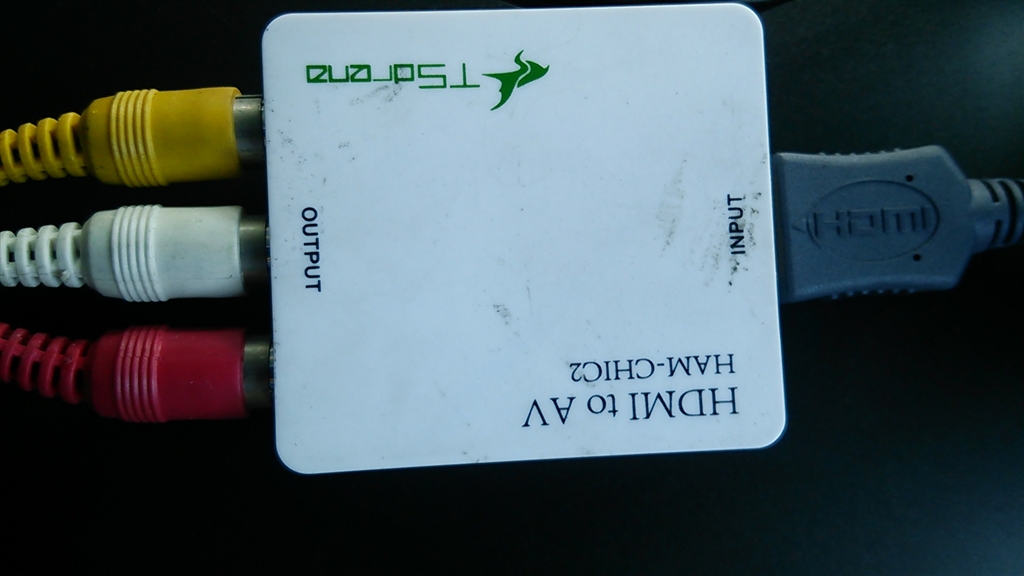 HDMI to AV
HAM-CHIC2
INPUT
OUTPUT
TSdrena
HDMI